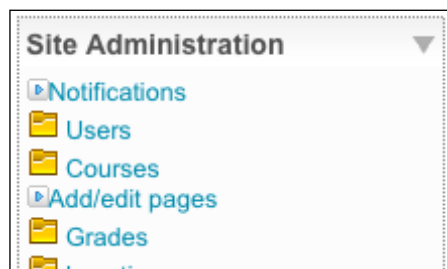 Site Administration
Notifications
Users
Courses
Add/edit pages
Grades